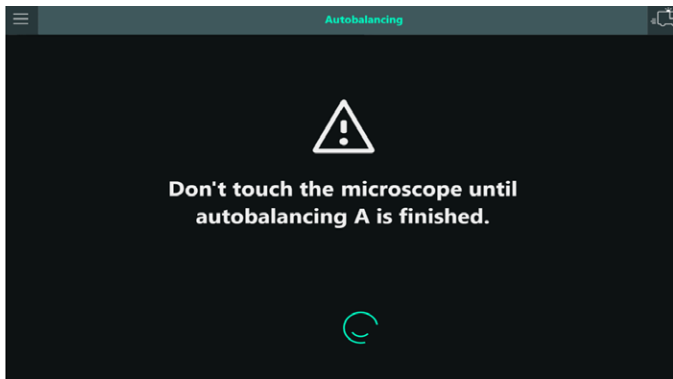 Autobalancing
Don't touch the microscope until
autobalancing A is finished.